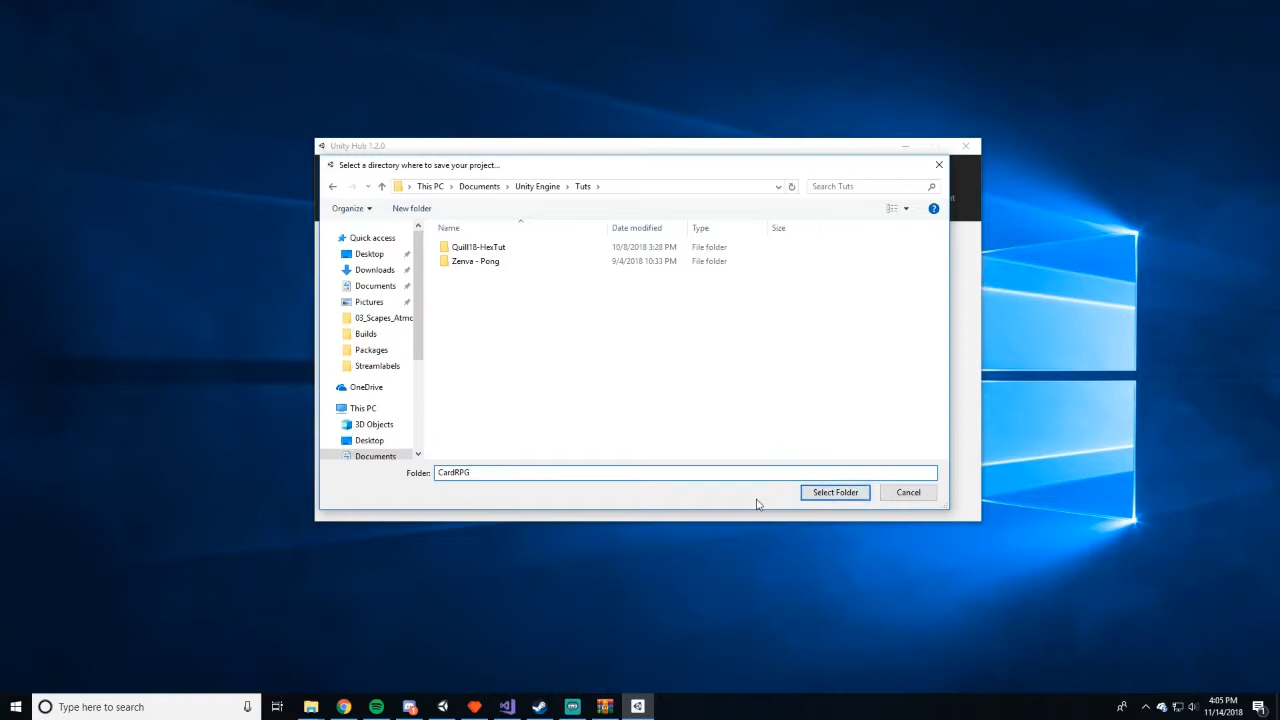 Unity Hub 1.2.0
Select a directory where to save your project...
This PC > Documents > Unity Engine > Tuts >
Search Tuts
Organize
New folder
Name
Date modified
Type
Size
Quill18-HexTut
10/8/2018 3:28 PM
File folder
Zenva - Pong
9/4/2018 10:33 PM
File folder
Quick access
Desktop
Downloads
Documents
Pictures
03_Scapes_Atmo
Builds
Packages
Streamlabels
OneDrive
This PC
3D Objects
Desktop
Documents
Folder: CardRPG
Select Folder
Cancel
Type here to search
4:05 PM
11/14/2018